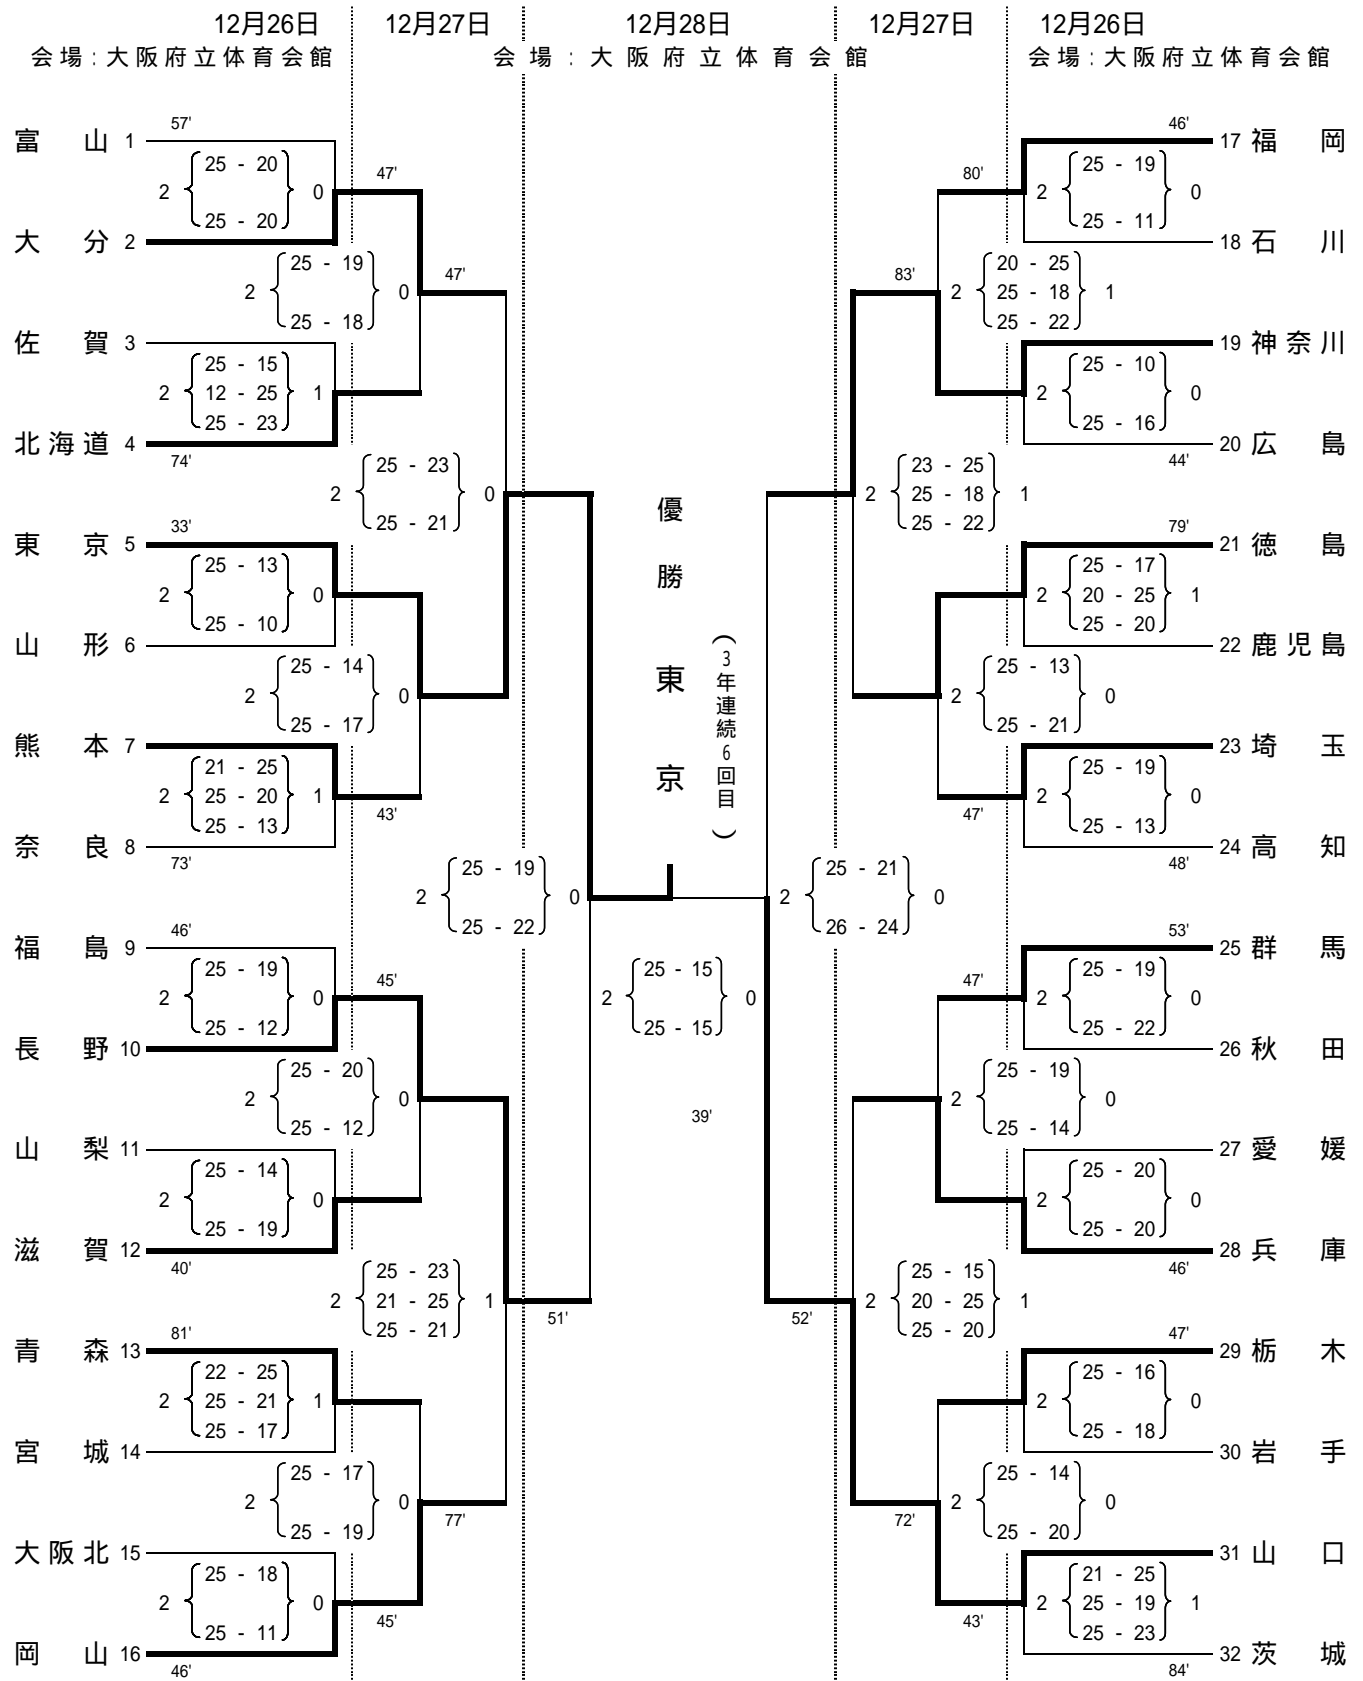 12月26日 12月27日 12月28日 12月27日 12月26日
会場:大阪府立体育会館 会場:大阪府立体育会館 会場:大阪府立体育会館
57' 46'
富山 1 17 福岡
25 - 20 47' 80' 25 - 19
2 0 2 0
25 - 20 25 - 11
大分 2 18 石川
25 - 19 47' 83' 20 - 25
2 0 2 25 - 18 1
25 - 18 25 - 22
佐賀 3 19 神奈川
25 - 15 25 - 10
2 12 - 25 1 2 0
25 - 23 25 - 16
北海道 4 20 広島
74' 44'
25 - 23 23 - 25
2 0 2 25 - 18 1
25 - 21 25 - 22
優勝
33' 79'
東京 5 21 徳島
25 - 13 25 - 17
2 0 2 20 - 25 1
25 - 10 25 - 20
山形 6 22 鹿児島
25 - 14 25 - 13
2 0 2 0
25 - 17 25 - 21
東京
(3年連続6回目)
熊本 7 23 埼玉
21 - 25 25 - 19
2 25 - 20 1 2 0
25 - 13 43' 47' 25 - 13
奈良 8 24 高知
73' 48'
25 - 19 25 - 21
2 0 2 0
25 - 22 26 - 24
46' 53'
福島 9 25 群馬
25 - 19 45' 25 - 15 47' 25 - 19
2 0 2 0 2 0
25 - 12 25 - 15 25 - 22
長野 10 26 秋田
25 - 20 25 - 19
2 0 2 0
25 - 12 39' 25 - 14
山梨 11 27 愛媛
25 - 14 25 - 20
2 0 2 0
25 - 19 25 - 20
滋賀 12 28 兵庫
40' 46'
25 - 23 25 - 15
2 21 - 25 1 2 20 - 25 1
25 - 21 51' 52' 25 - 20
81' 47'
青森 13 29 栃木
22 - 25 25 - 16
2 25 - 21 1 2 0
25 - 17 25 - 18
宮城 14 30 岩手
25 - 17 25 - 14
2 0 2 0
25 - 19 77' 72' 25 - 20
大阪北 15 31 山口
25 - 18 21 - 25
2 0 2 25 - 19 1
25 - 11 45' 43' 25 - 23
岡山 16 32 茨城
46' 84'